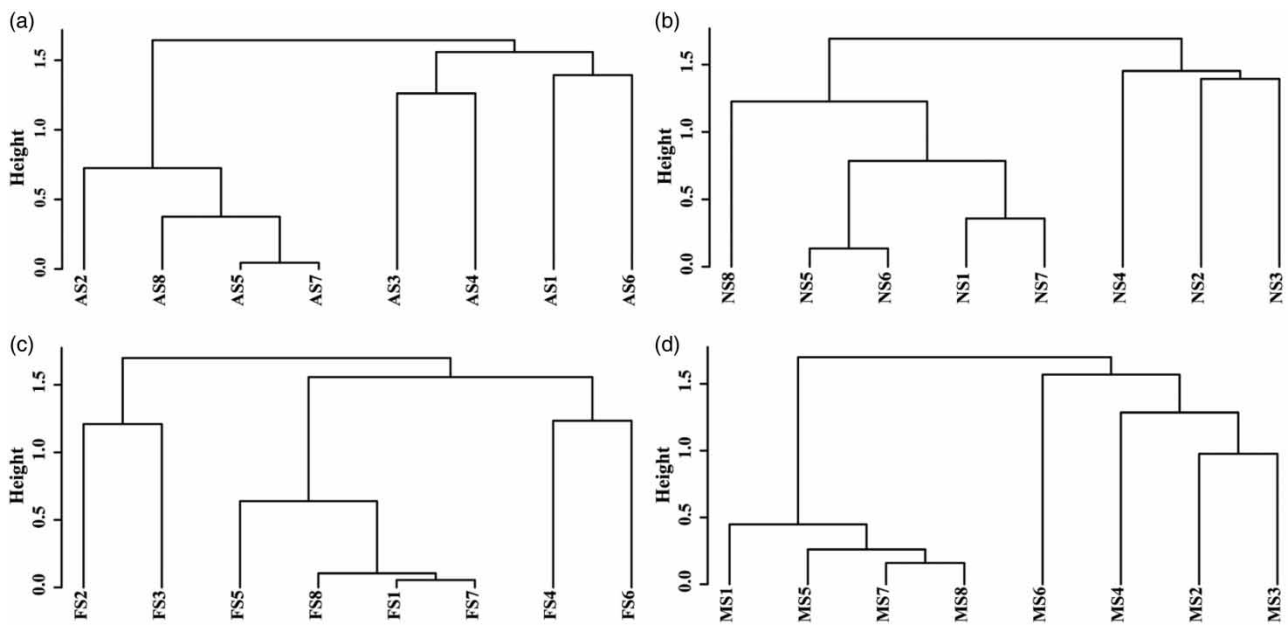 (a)
Height
0.0 0.5 1.0 1.5
AS2 AS8 AS5 AS7 AS3 AS4 AS1 AS6
(b)
Height
0.0 0.5 1.0 1.5
NS8 NS5 NS6 NS1 NS7 NS4 NS2 NS3
(c)
Height
0.0 0.5 1.0 1.5
FS2 FS3 FS5 FS8 FS1 FS7 FS4 FS6
(d)
Height
0.0 0.5 1.0 1.5
MS1 MS5 MS7 MS8 MS6 MS4 MS2 MS3